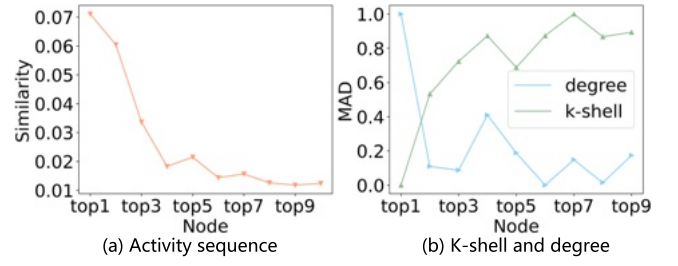 0.07
0.06
0.05
0.04
0.03
0.02
0.01
Similarity
top1 top3 top5 top7 top9
Node
(a) Activity sequence
1.0
0.8
0.6
0.4
0.2
0.0
MAD
degree
k-shell
top1 top3 top5 top7 top9
Node
(b) K-shell and degree